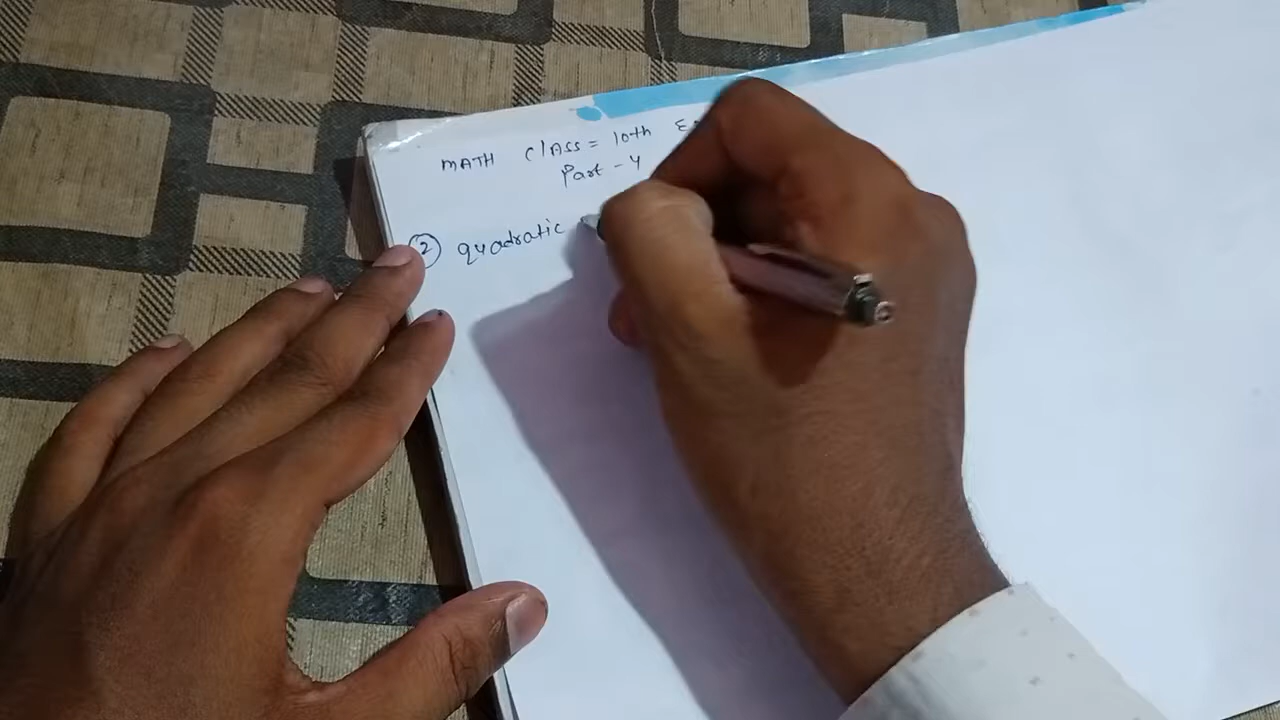 MATH Class = 10th
Part - 4
② quadratic